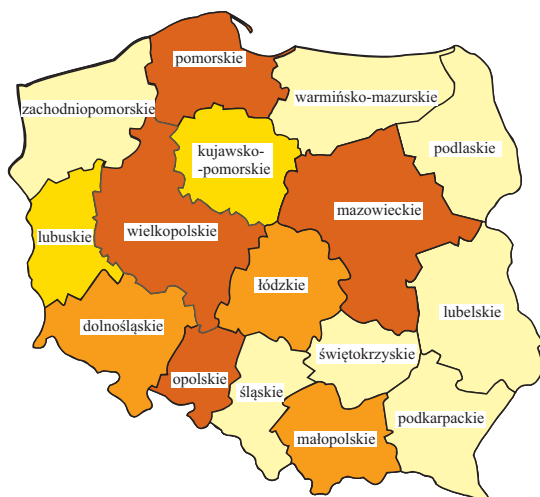 pomorskie
warmińsko-mazurskie
zachodniopomorskie
podlaskie
kujawsko-
-pomorskie
mazowieckie
wielkopolskie
lubuskie
łódzkie
lubelskie
dolnośląskie
świętokrzyskie
opolskie
śląskie
podkarpackie
małopolskie